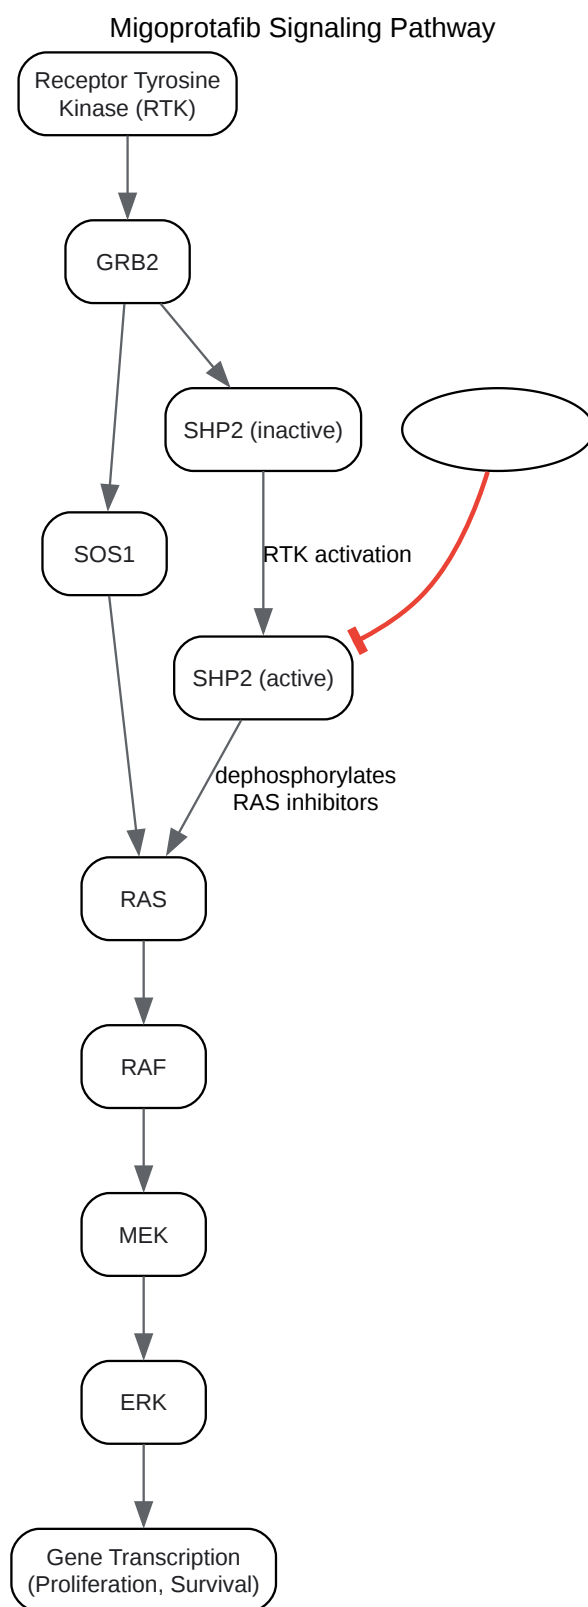 Migoprotafib Signaling Pathway
Receptor Tyrosine
Kinase (RTK)
GRB2
SHP2 (inactive)
SOS1
RTK activation
SHP2 (active)
dephosphorylates
RAS inhibitors
RAS
RAF
MEK
ERK
Gene Transcription
(Proliferation, Survival)